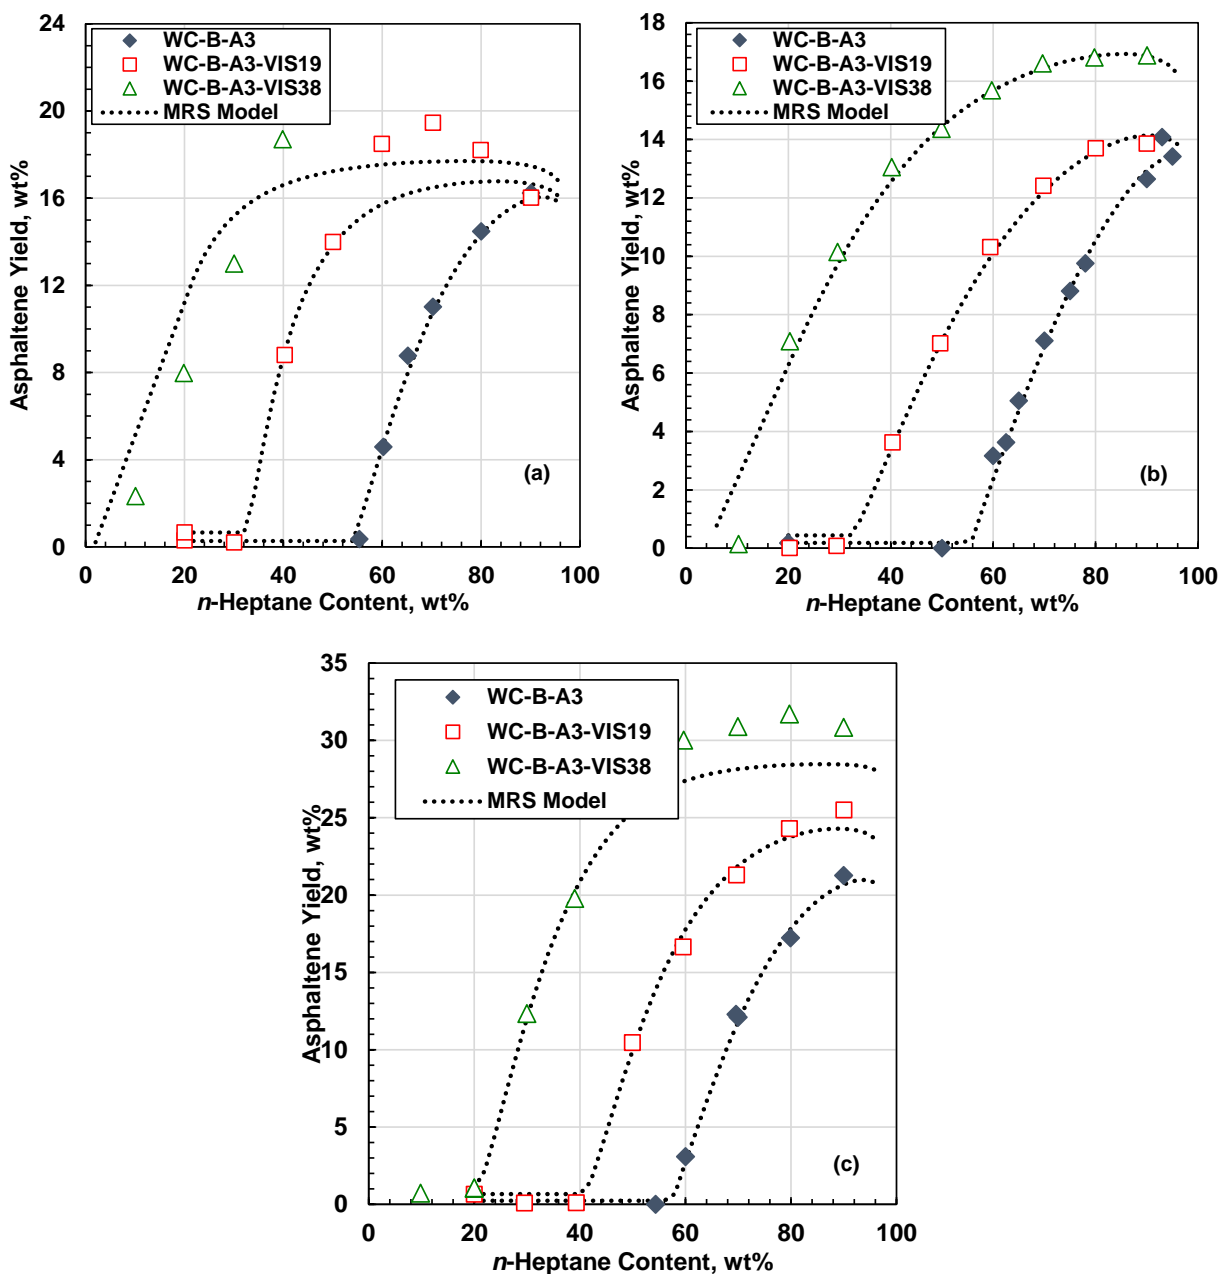 24
20
16
12
8
4
0
Asphaltene Yield, wt%
WC-B-A3
WC-B-A3-VIS19
WC-B-A3-VIS38
MRS Model
(a)
0 20 40 60 80 100
n-Heptane Content, wt%
18
16
14
12
10
8
6
4
2
0
Asphaltene Yield, wt%
WC-B-A3
WC-B-A3-VIS19
WC-B-A3-VIS38
MRS Model
(b)
0 20 40 60 80 100
n-Heptane Content, wt%
35
30
25
20
15
10
5
0
Asphaltene Yield, wt%
WC-B-A3
WC-B-A3-VIS19
WC-B-A3-VIS38
MRS Model
(c)
0 20 40 60 80 100
n-Heptane Content, wt%